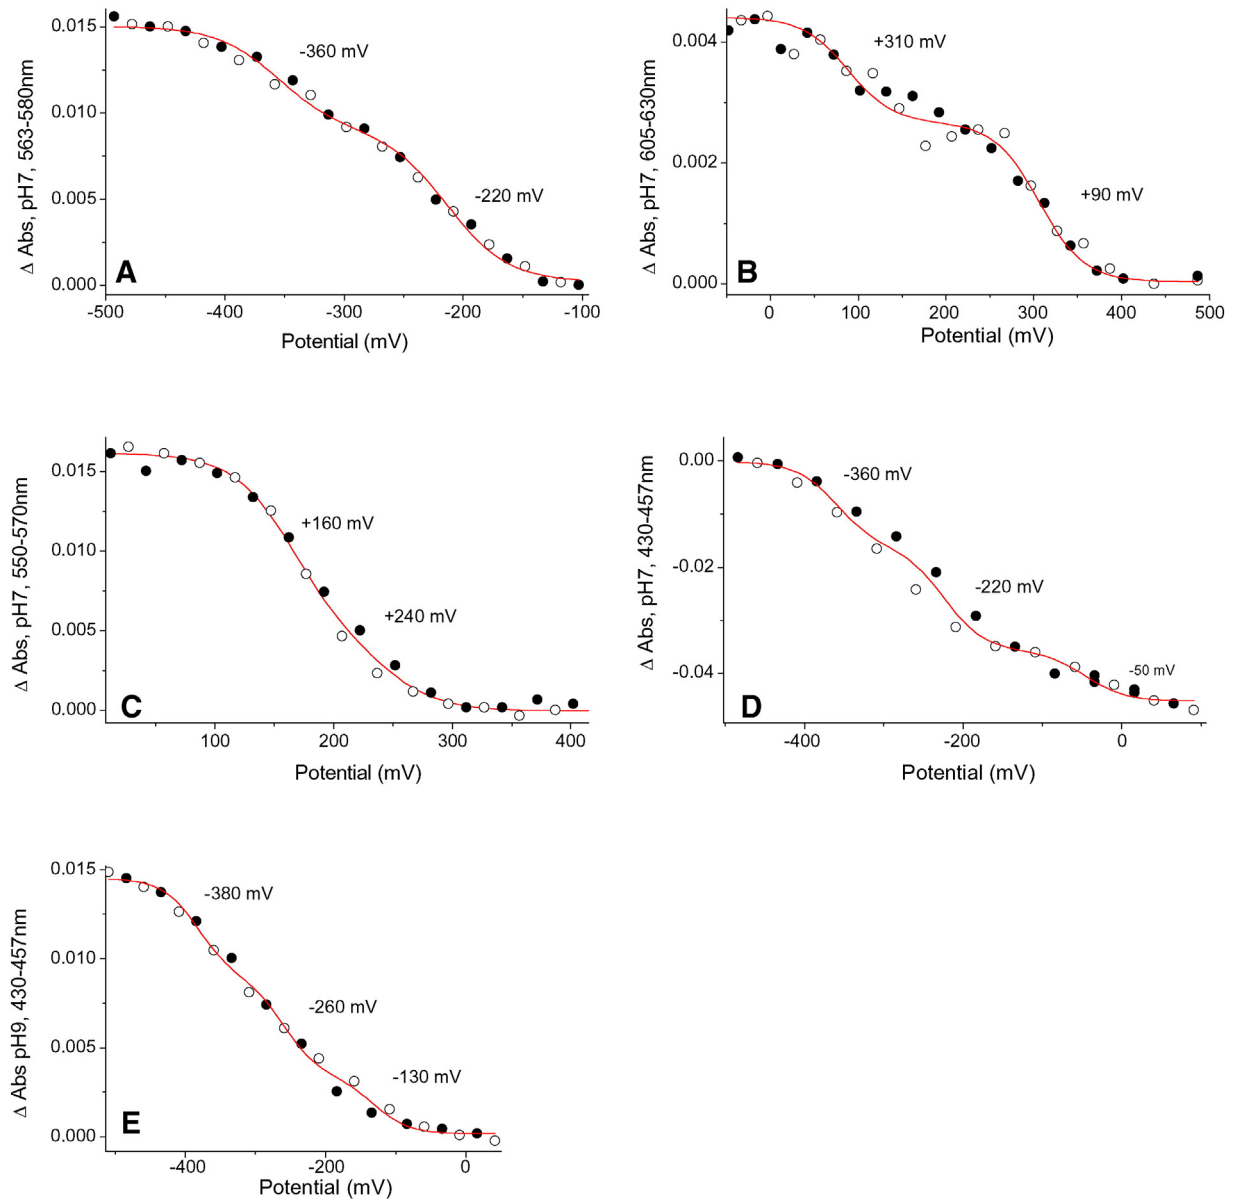 0.015
0.010
0.005
0.000
Δ Abs, pH7, 563-580nm
-360 mV
-220 mV
A
-500
-400
-300
-200
-100
Potential (mV)
0.004
0.002
0.000
Δ Abs, pH7, 605-630nm
+310 mV
+90 mV
B
0
100
200
300
400
500
Potential (mV)
0.015
0.010
0.005
0.000
Δ Abs, pH7, 550-570nm
+160 mV
+240 mV
C
100
200
300
400
Potential (mV)
0.00
-0.02
-0.04
Δ Abs, pH7, 430-457nm
-360 mV
-220 mV
-50 mV
D
-400
-200
0
Potential (mV)
0.015
0.010
0.005
0.000
Δ Abs pH9, 430-457nm
-380 mV
-260 mV
-130 mV
E
-400
-200
0
Potential (mV)